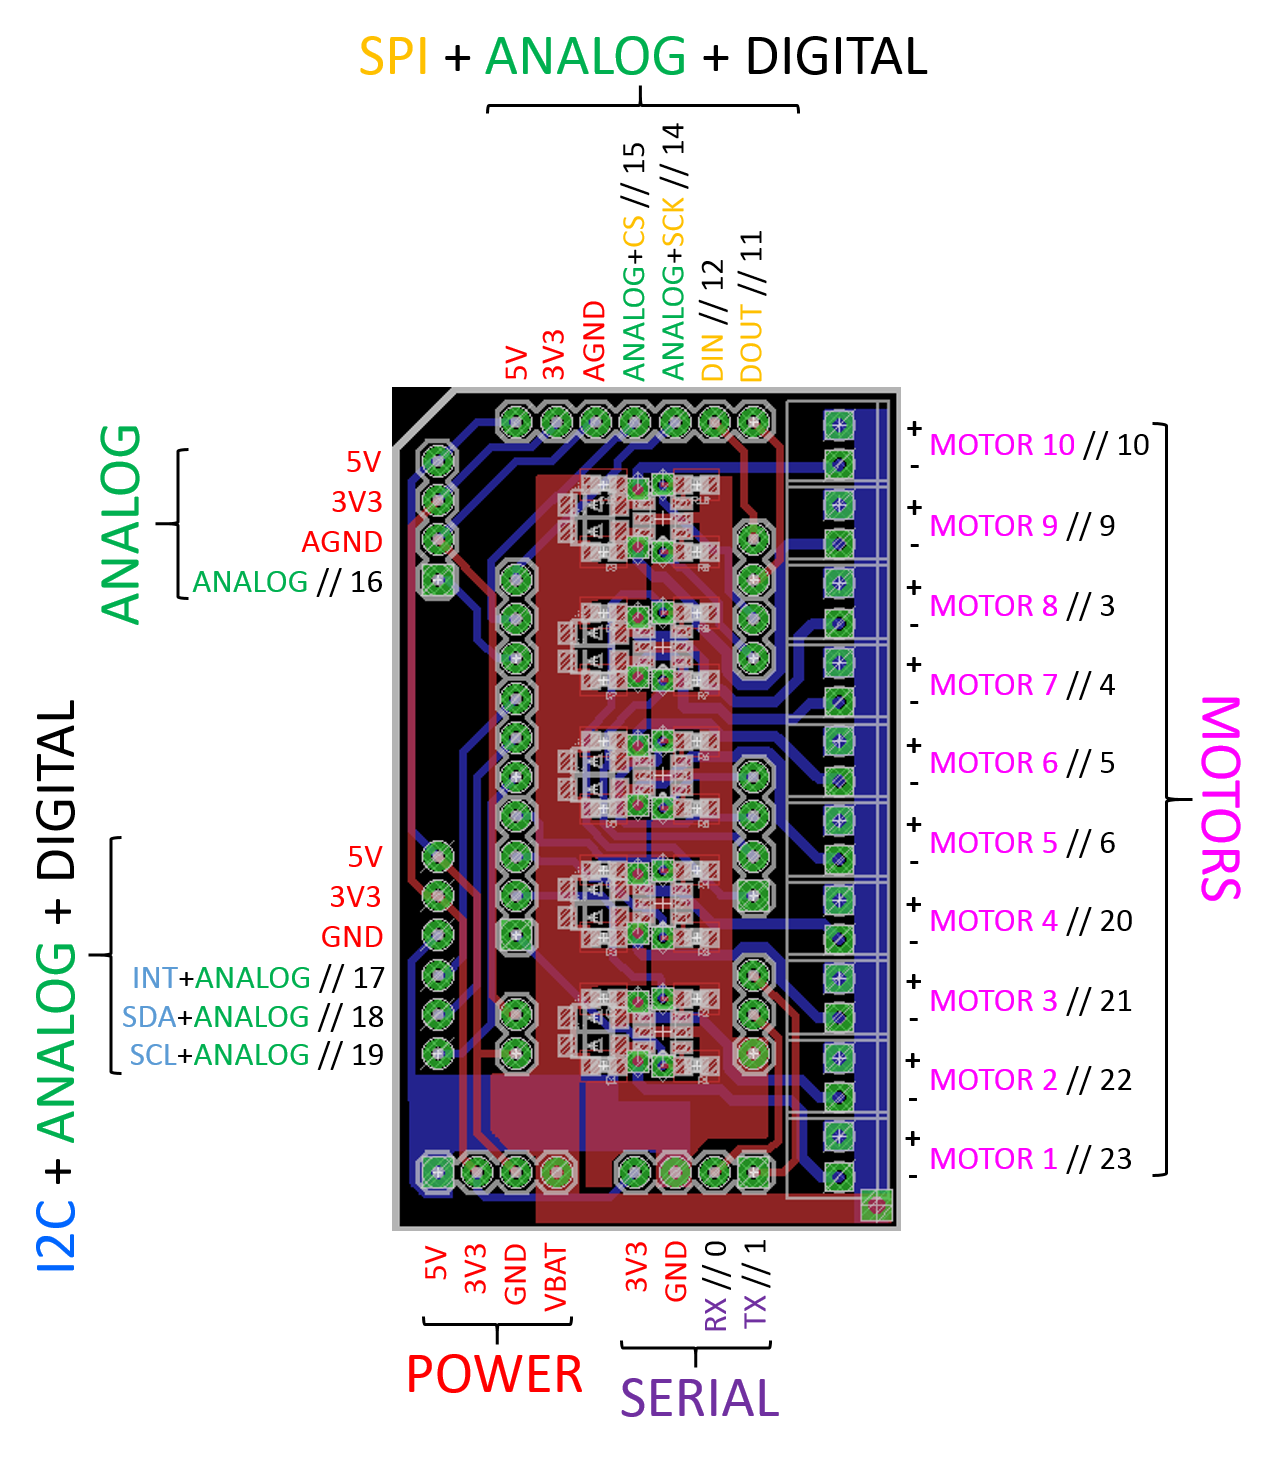 SPI + ANALOG + DIGITAL
5V
3V3
AGND
ANALOG+CS // 15
ANALOG+SCK // 14
DIN // 12
DOUT // 11
ANALOG
5V
3V3
AGND
ANALOG // 16
I2C + ANALOG + DIGITAL
5V
3V3
GND
INT+ANALOG // 17
SDA+ANALOG // 18
SCL+ANALOG // 19
+
- MOTOR 10 // 10
+
- MOTOR 9 // 9
+
- MOTOR 8 // 3
+
- MOTOR 7 // 4
+
- MOTOR 6 // 5
+
- MOTOR 5 // 6
+
- MOTOR 4 // 20
+
- MOTOR 3 // 21
+
- MOTOR 2 // 22
+
- MOTOR 1 // 23
MOTORS
5V
3V3
GND
VBAT
POWER
3V3
GND
RX // 0
TX // 1
SERIAL